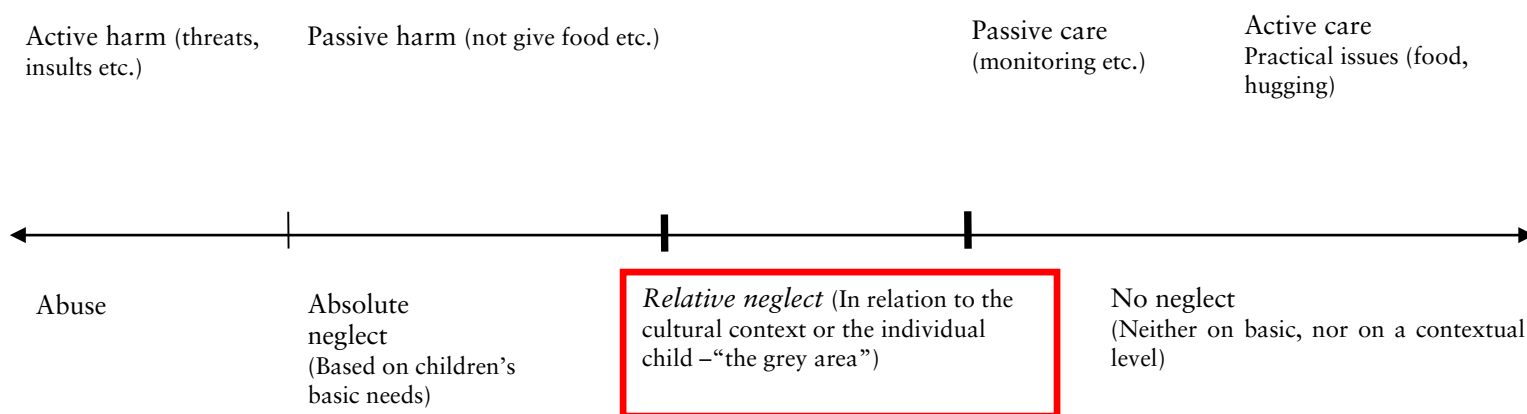 Active harm (threats,
insults etc.)
Passive harm (not give food etc.)
Passive care
(monitoring etc.)
Active care
Practical issues (food,
hugging)
Abuse
Absolute
neglect
(Based on children’s
basic needs)
Relative neglect (In relation to the
cultural context or the individual
child –“the grey area”)
No neglect
(Neither on basic, nor on a contextual
level)